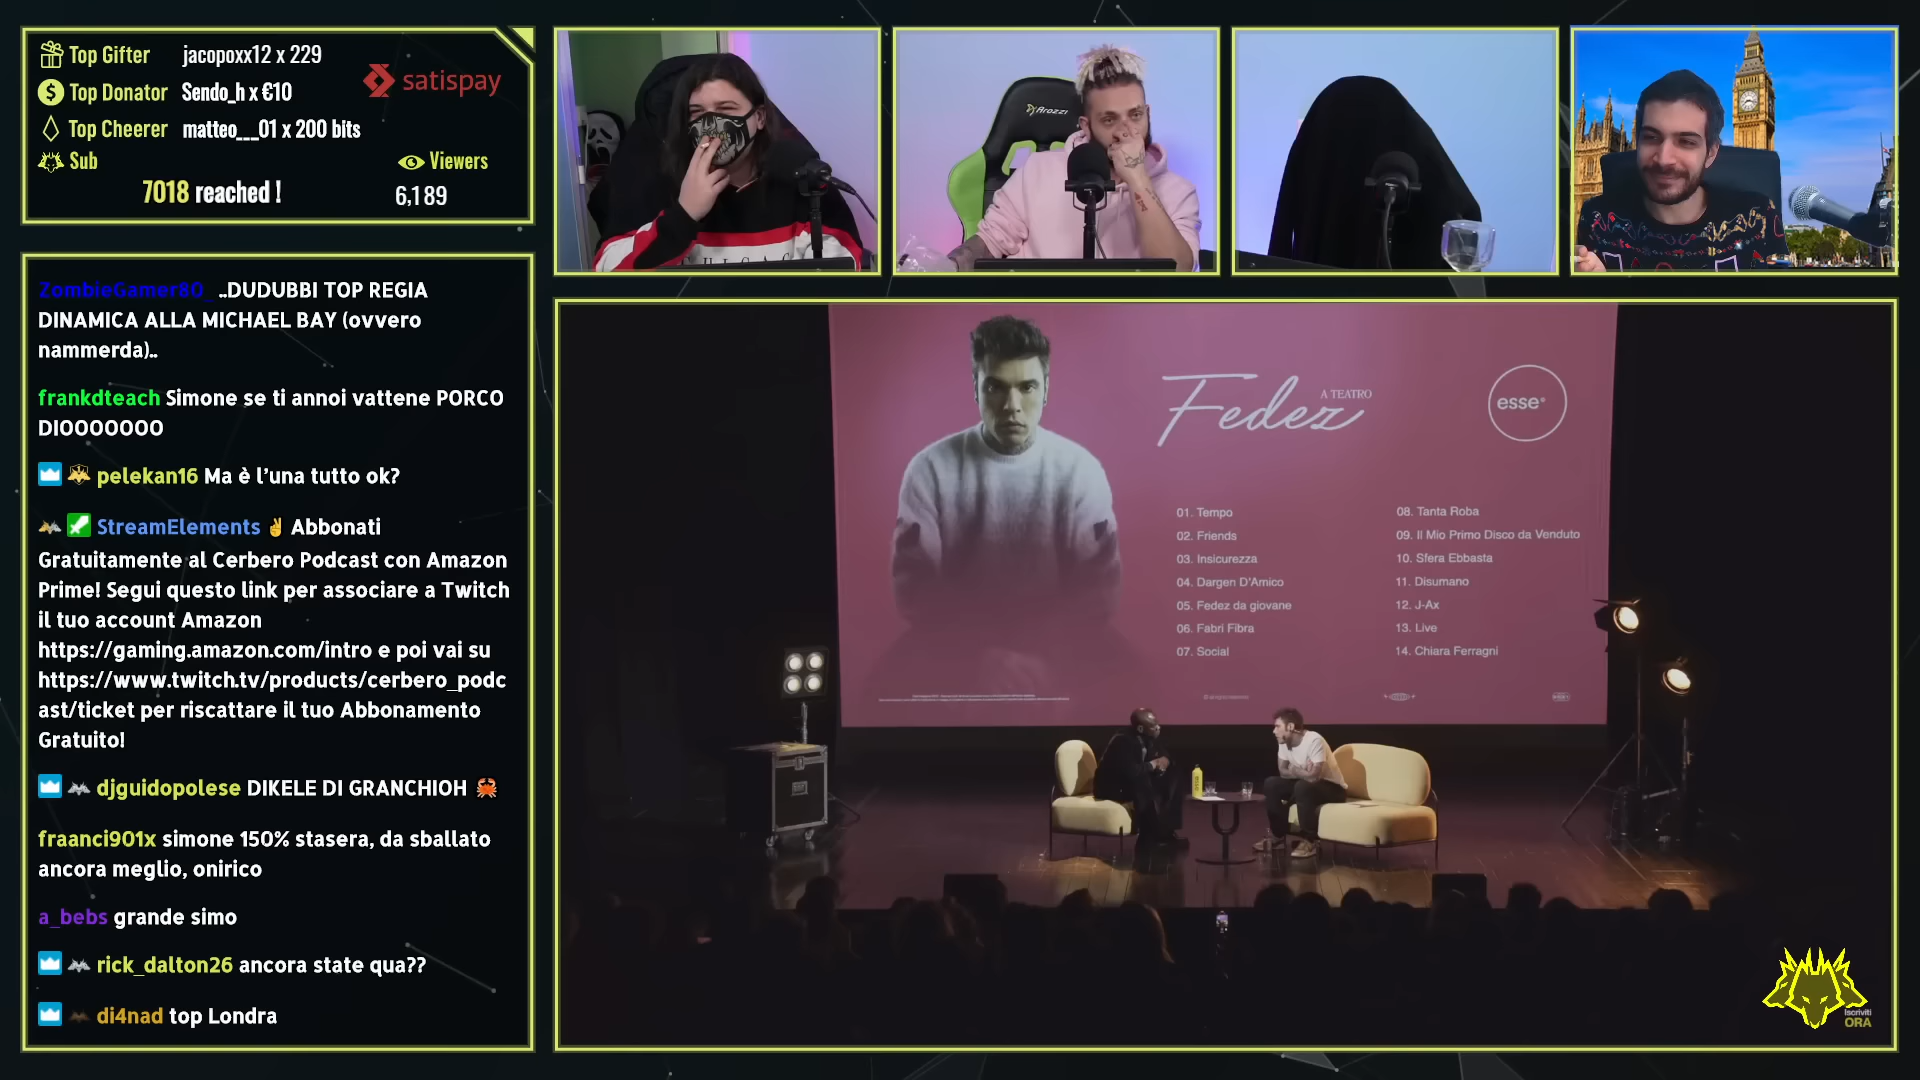 Top Gifter jacopoxx12 x 229
Top Donator Sendo_h x €10
satispay
Top Cheerer matteo___01 x 200 bits
Sub
Viewers
7018 reached !
6,189
ZombieGamer80_ ..DUDUBBI TOP REGIA
DINAMICA ALLA MICHAEL BAY (ovvero
nammerda)..
frankdteach Simone se ti annoi vattene PORCO
DIOOOOOOO
pelekan16 Ma è l’una tutto ok?
StreamElements ✌ Abbonati
Gratuitamente al Cerbero Podcast con Amazon
Prime! Segui questo link per associare a Twitch
il tuo account Amazon
https://gaming.amazon.com/intro e poi vai su
https://www.twitch.tv/products/cerbero_podc
ast/ticket per riscattare il tuo Abbonamento
Gratuito!
djguidopolese DIKELE DI GRANCHIOH 🦀
fraanci901x simone 150% stasera, da sballato
ancora meglio, onirico
a_bebs grande simo
rick_dalton26 ancora state qua??
di4nad top Londra
Arozzi
Fedez
A TEATRO
esse
01. Tempo
02. Friends
03. Insicurezza
04. Dargen D'Amico
05. Fedez da giovane
06. Fabri Fibra
07. Social
08. Tanta Roba
09. Il Mio Primo Disco da Venduto
10. Sfera Ebbasta
11. Disumano
12. J-Ax
13. Live
14. Chiara Ferragni
Iscriviti
ORA